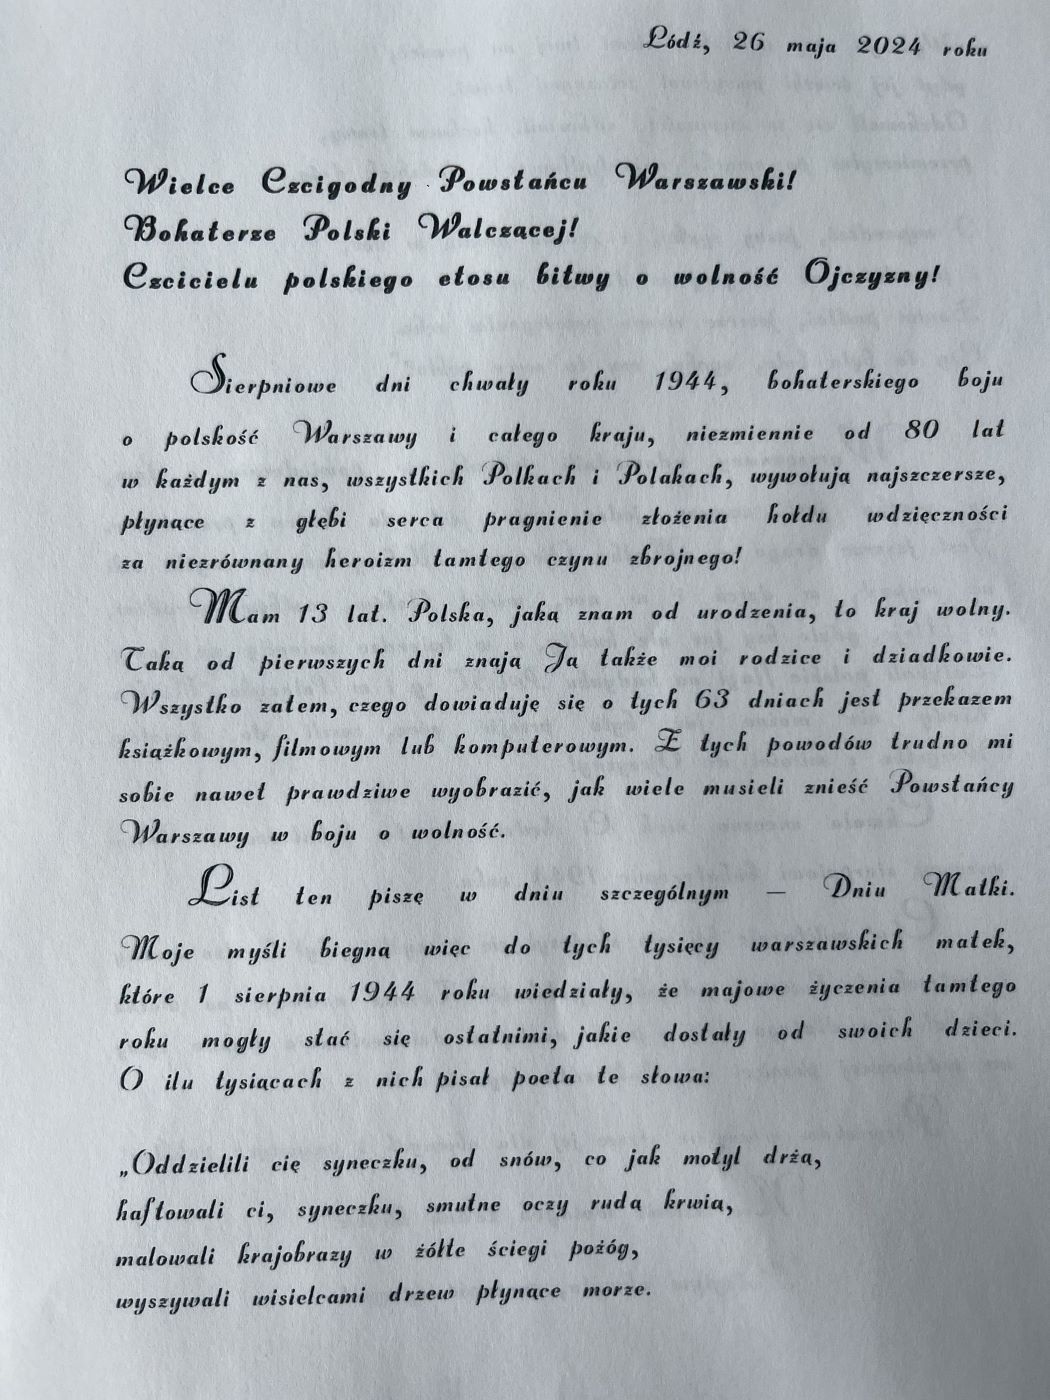 Łódź, 26 maja 2024 roku
Wielce Czcigodny Powstańcu Warszawski!
Bohaterze Polski Walczącej!
Czcicielu polskiego etosu bitwy o wolność Ojczyzny!
Sierpniowe dni chwały roku 1944, bohaterskiego boju
o polskość Warszawy i całego kraju, niezmiennie od 80 lat
w każdym z nas, wszystkich Polkach i Polakach, wywołują najszczersze,
płynące z głębi serca pragnienie złożenia hołdu wdzięczności
za niezrównany heroizm tamtego czynu zbrojnego!
Mam 13 lat. Polska, jaką znam od urodzenia, to kraj wolny.
Taką od pierwszych dni znają Ją także moi rodzice i dziadkowie.
Wszystko zatem, czego dowiaduję się o tych 63 dniach jest przekazem
książkowym, filmowym lub komputerowym. Z tych powodów trudno mi
sobie nawet prawdziwe wyobrazić, jak wiele musieli znieść Powstańcy
Warszawy w boju o wolność.
List ten piszę w dniu szczególnym – Dniu Matki.
Moje myśli biegną więc do tych tysięcy warszawskich matek,
które 1 sierpnia 1944 roku wiedziały, że majowe życzenia tamtego
roku mogły stać się ostatnimi, jakie dostały od swoich dzieci.
O ilu tysiącach z nich pisał poeta te słowa:
„Oddzielili cię syneczku, od snów, co jak motyl drżą,
haftowali ci, syneczku, smutne oczy rudą krwią,
malowali krajobrazy w żółte ściegi pożóg,
wyszywali wisielcami drzew płynące morze.